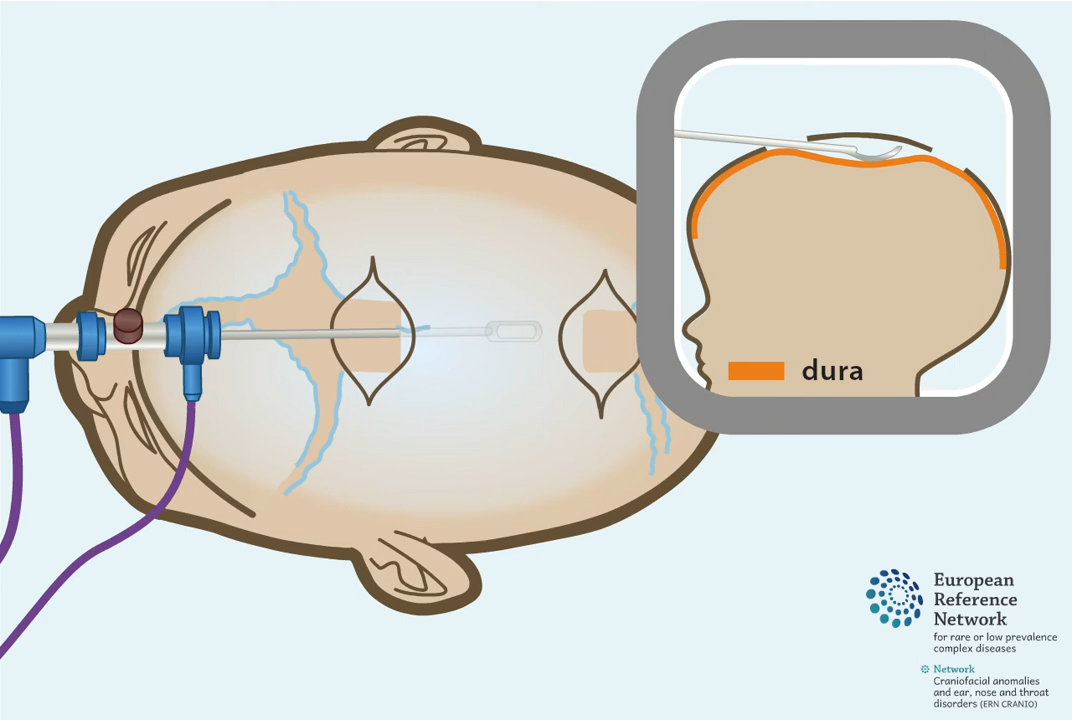 dura
European
Reference
Network
for rare or low prevalence
complex diseases
Network
Craniofacial anomalies
and ear, nose and throat
disorders (ERN CRANIO)